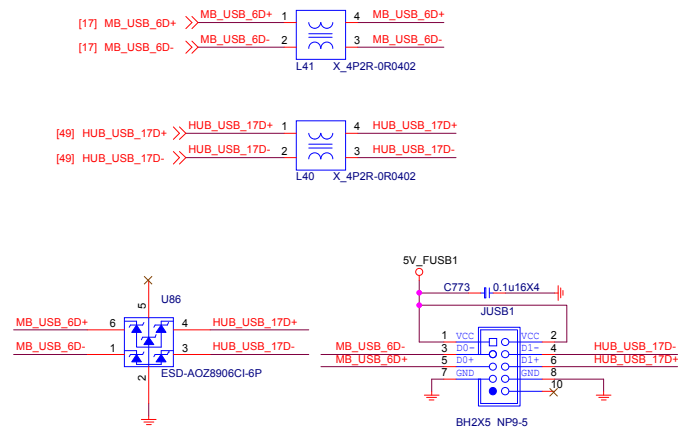 [17] MB_USB_6D+ MB_USB_6D+ 1 4 MB_USB_6D+
[17] MB_USB_6D- MB_USB_6D- 2 3 MB_USB_6D-
L41 X_4P2R-0R0402
[49] HUB_USB_17D+ HUB_USB_17D+ 1 4 HUB_USB_17D+
[49] HUB_USB_17D- HUB_USB_17D- 2 3 HUB_USB_17D-
L40 X_4P2R-0R0402
U86
5
MB_USB_6D+ 6 4 HUB_USB_17D+
MB_USB_6D- 1 3 HUB_USB_17D-
2 ESD-AOZ8906CI-6P
5V_FUSB1
C773 0.1u16X4
JUSB1
1 VCC VCC 2
MB_USB_6D- 3 D0- D1- 4 HUB_USB_17D-
MB_USB_6D+ 5 D0+ D1+ 6 HUB_USB_17D+
7 GND GND 8
10
BH2X5_NP9-5